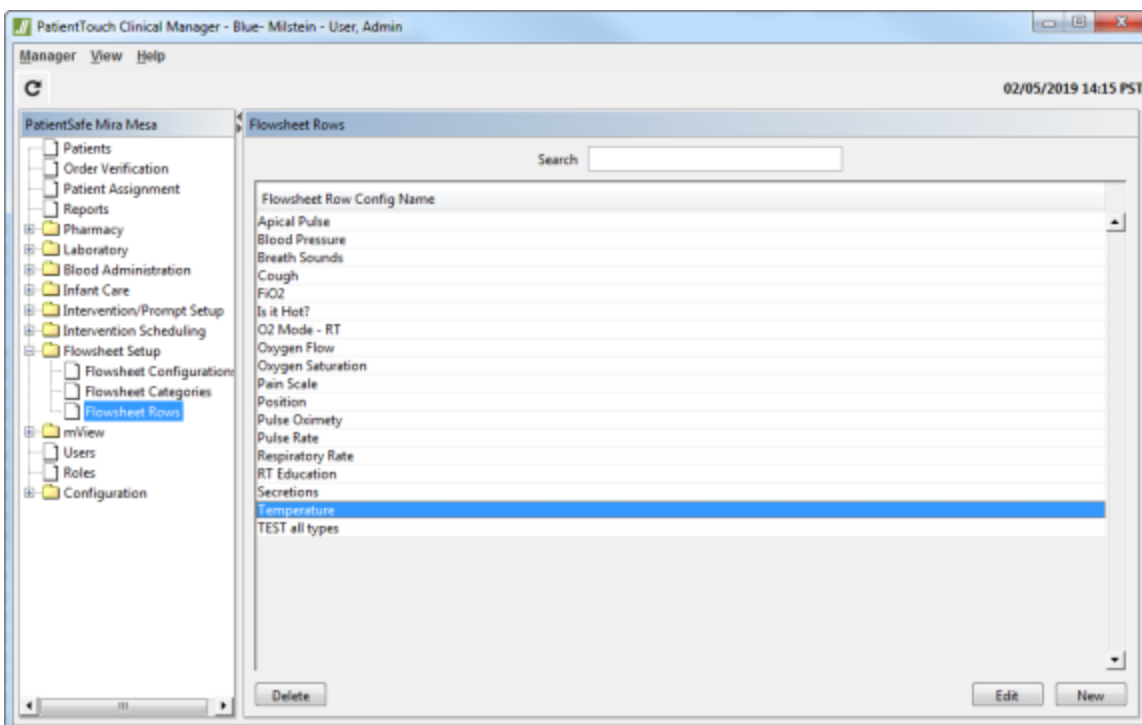 PatientTouch Clinical Manager - Blue- Milstein - User, Admin
Manager View Help
02/05/2019 14:15 PST
PatientSafe Mira Mesa
Patients
Order Verification
Patient Assignment
Reports
Pharmacy
Laboratory
Blood Administration
Infant Care
Intervention/Prompt Setup
Intervention Scheduling
Flowsheet Setup
Flowsheet Configurations
Flowsheet Categories
Flowsheet Rows
mView
Users
Roles
Configuration
Flowsheet Rows
Search
Flowsheet Row Config Name
Apical Pulse
Blood Pressure
Breath Sounds
Cough
FiO2
Is it Hot?
O2 Mode - RT
Oxygen Flow
Oxygen Saturation
Pain Scale
Position
Pulse Oximety
Pulse Rate
Respiratory Rate
RT Education
Secretions
Temperature
TEST all types
Delete
Edit
New